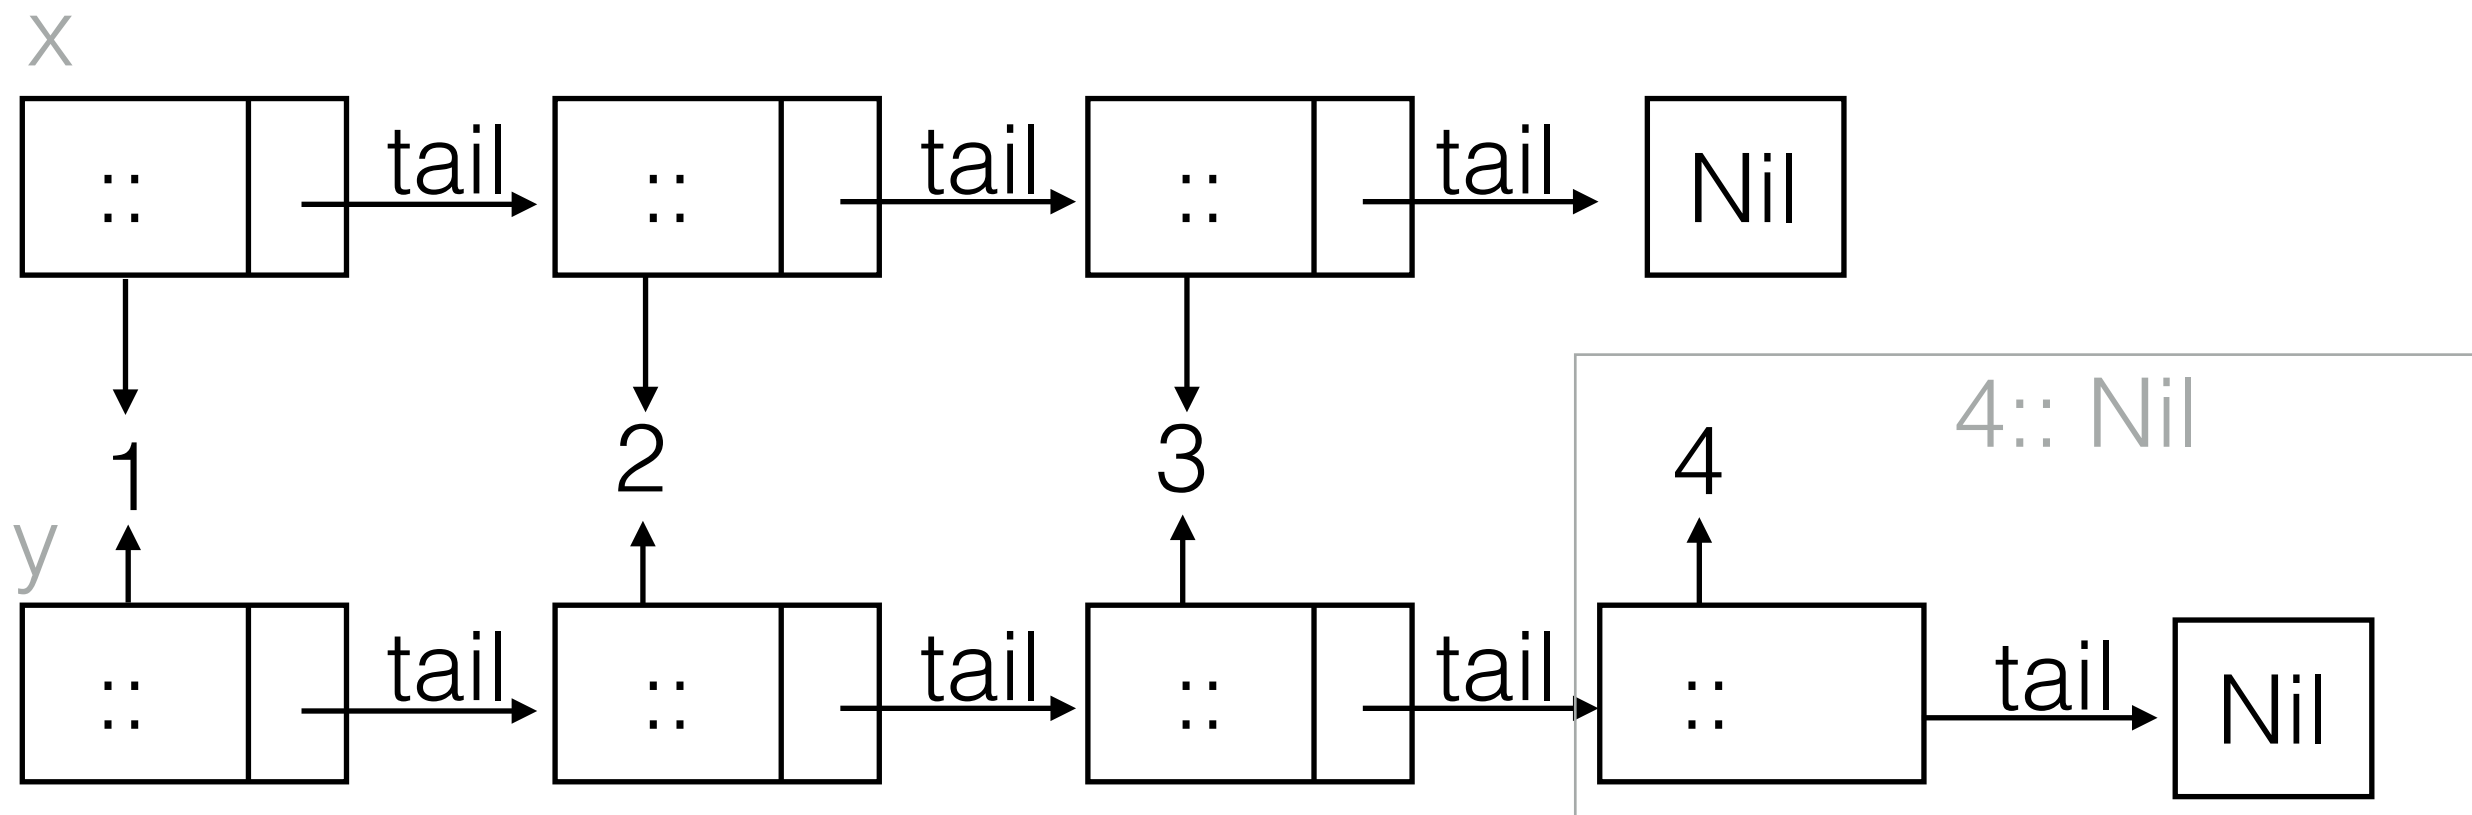 x
:: tail :: tail :: tail Nil
4:: Nil
1 2 3 4
y
:: tail :: tail :: tail :: tail Nil